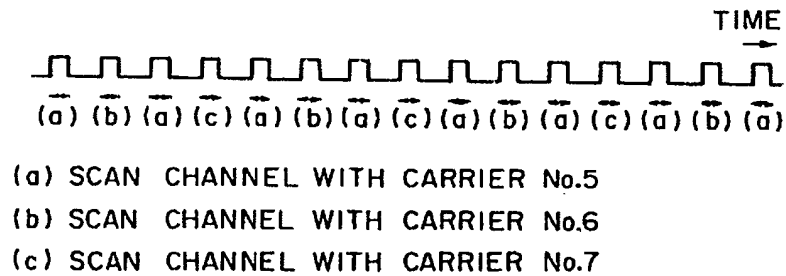 TIME
(a) (b) (a) (c) (a) (b) (a) (c) (a) (b) (a) (c) (a) (b) (a)
(a) SCAN CHANNEL WITH CARRIER No.5
(b) SCAN CHANNEL WITH CARRIER No.6
(c) SCAN CHANNEL WITH CARRIER No.7